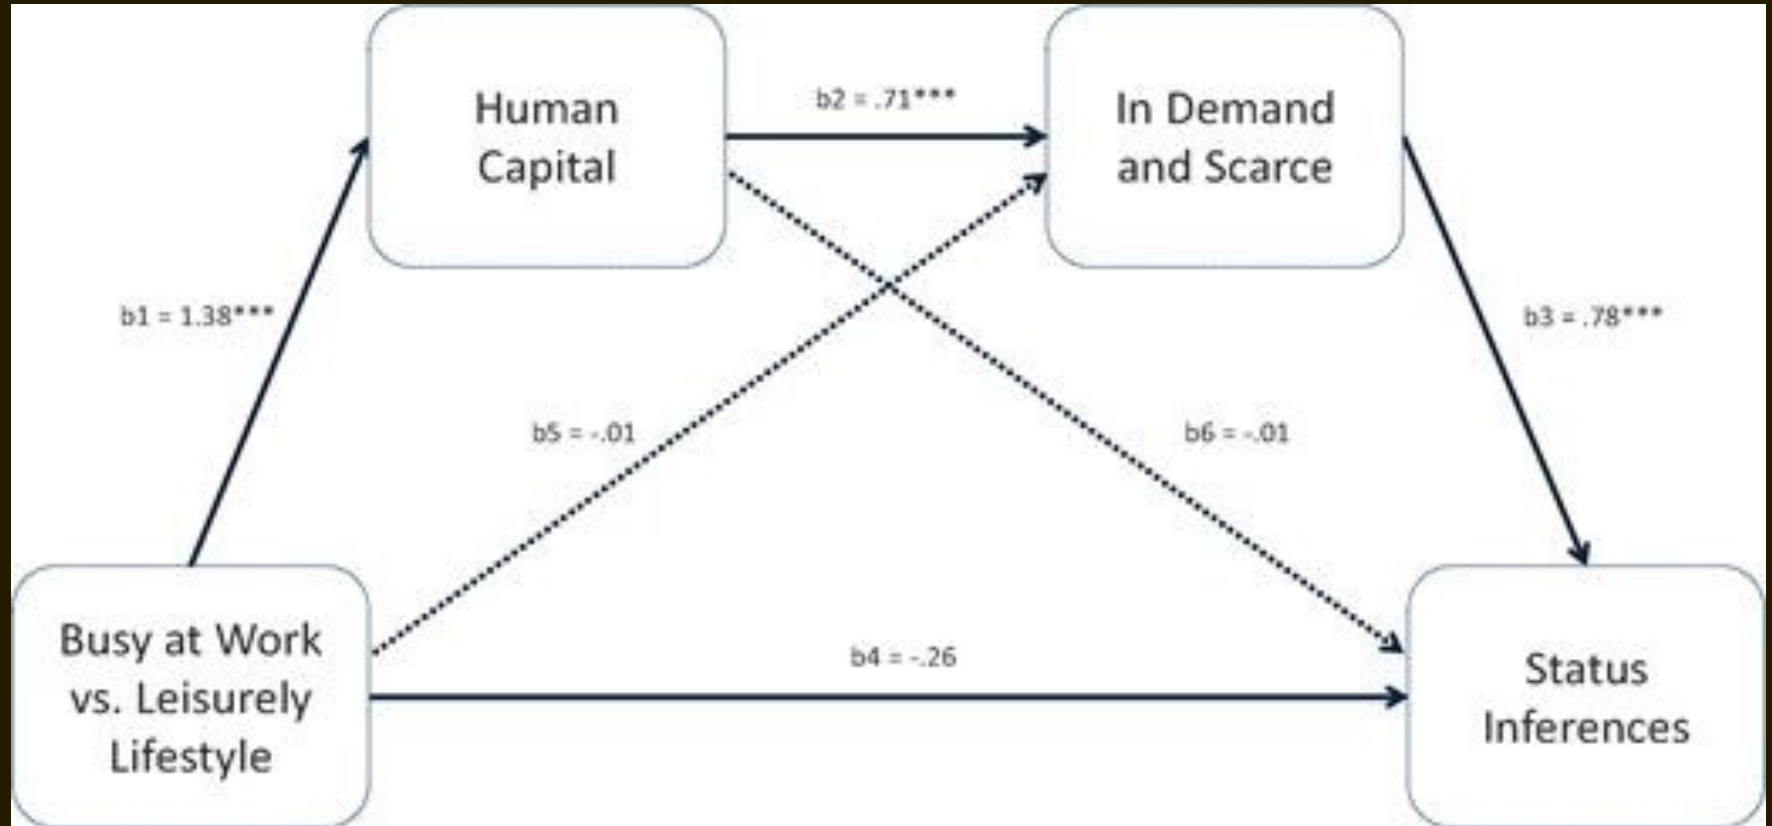 Human
Capital
b2 = .71***
In Demand
and Scarce
b1 = 1.38***
b3 = .78***
b5 = -.01
b6 = -.01
Busy at Work
vs. Leisurely
Lifestyle
b4 = -.26
Status
Inferences